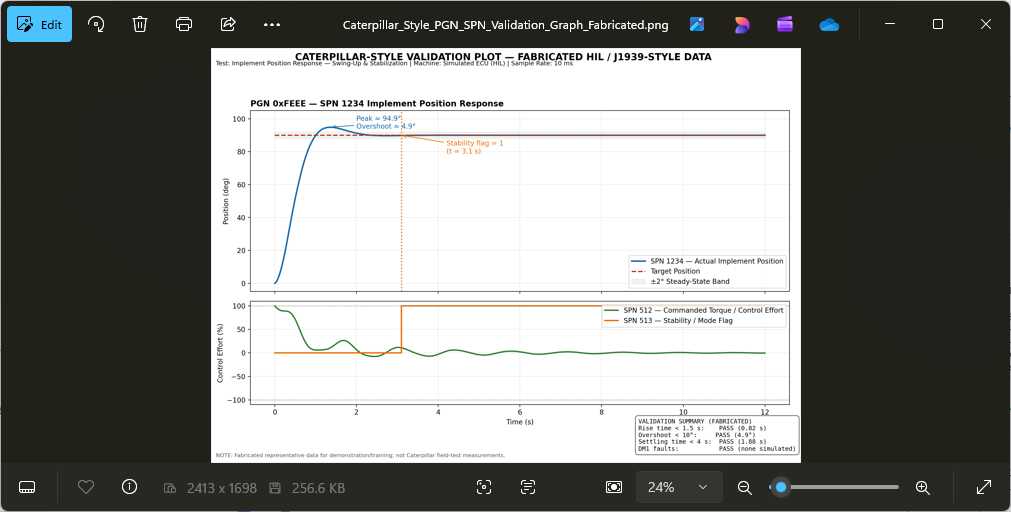 Edit
Caterpillar_Style_PGN_SPN_Validation_Graph_Fabricated.png
CATERPILLAR-STYLE VALIDATION PLOT — FABRICATED HIL / J1939-STYLE DATA
Test: Implement Position Response — Swing-Up & Stabilization | Machine: Simulated ECU (HIL) | Sample Rate: 10 ms
PGN 0xFEEE — SPN 1234 Implement Position Response
Peak ≈ 94.9°
Overshoot ≈ 4.9°
Stability flag = 1
(t = 3.1 s)
100
80
60
40
20
0
Position (deg)
SPN 1234 — Actual Implement Position
Target Position
±2° Steady-State Band
100
50
0
−50
−100
Control Effort (%)
SPN 512 — Commanded Torque / Control Effort
SPN 513 — Stability / Mode Flag
0 2 4 6 8 10 12
Time (s)
VALIDATION SUMMARY (FABRICATED)
Rise time < 1.5 s: PASS (0.82 s)
Overshoot < 10°: PASS (4.9°)
Settling time < 4 s: PASS (1.88 s)
DM1 faults: PASS (none simulated)
NOTE: Fabricated representative data for demonstration/training; not Caterpillar field-test measurements.
2413 x 1698
256.6 KB
24%